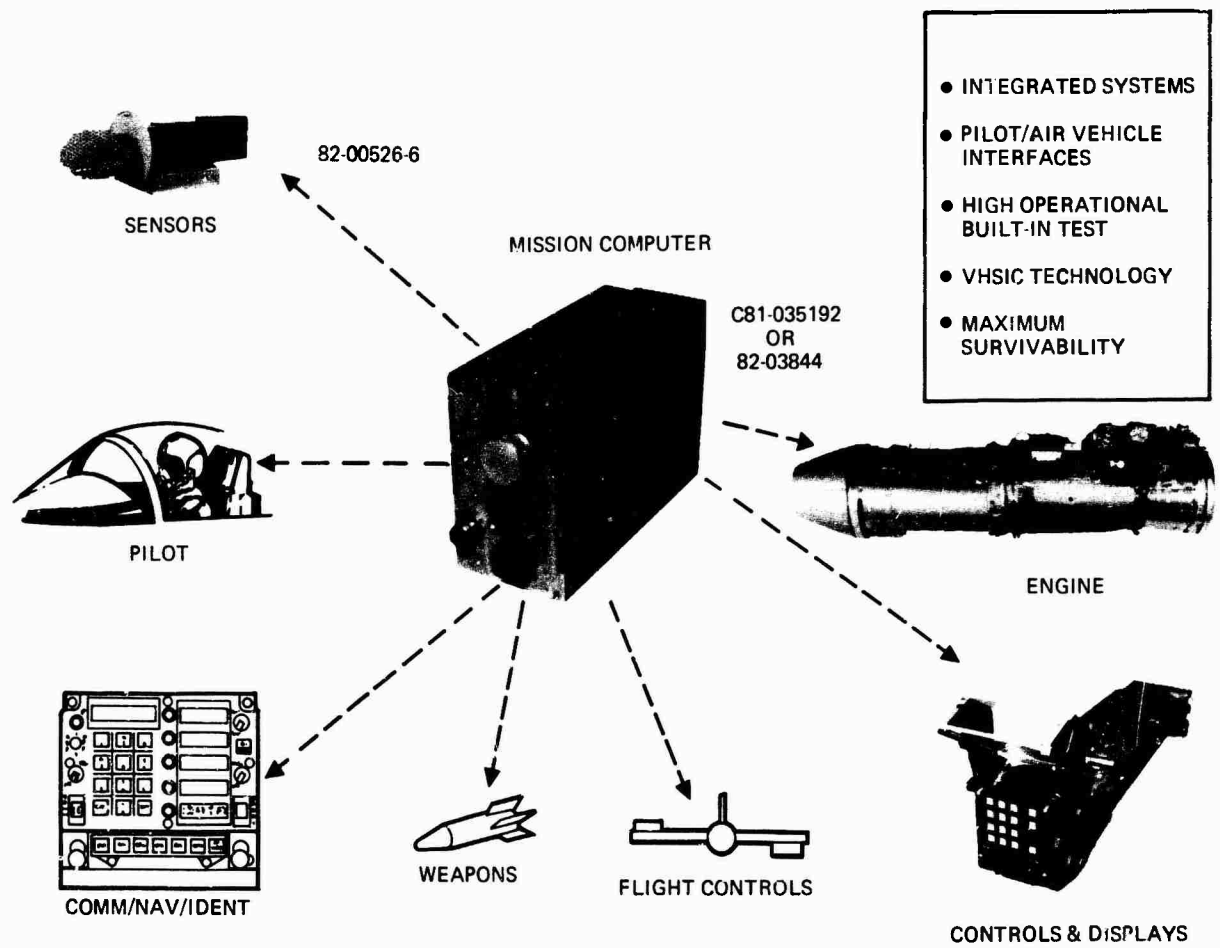 ● INTEGRATED SYSTEMS
● PILOT/AIR VEHICLE
INTERFACES
● HIGH OPERATIONAL
BUILT-IN TEST
● VHSIC TECHNOLOGY
● MAXIMUM
SURVIVABILITY
82-00526-6
SENSORS
MISSION COMPUTER
C81-035192
OR
82-03844
PILOT
ENGINE
COMM/NAV/IDENT
WEAPONS
FLIGHT CONTROLS
CONTROLS & DISPLAYS